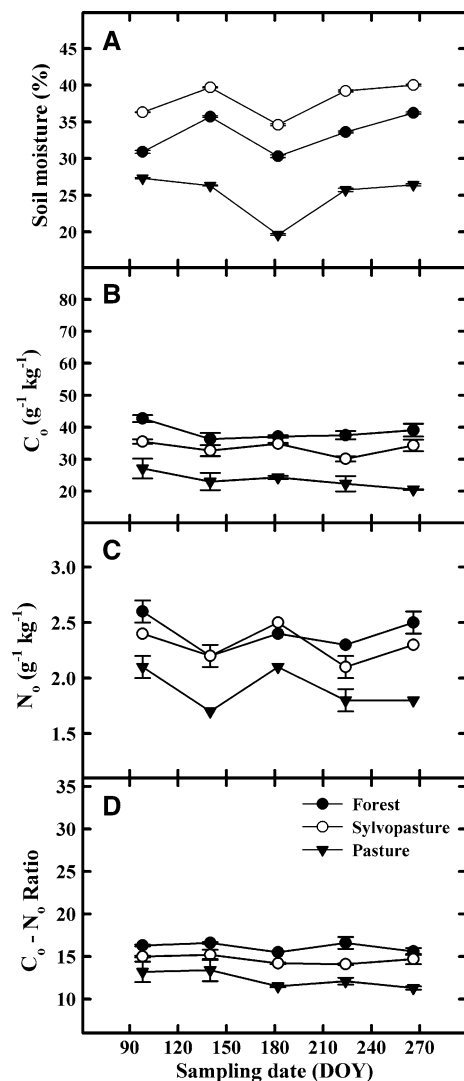 A
Soil moisture (%)
45
40
35
30
25
20
B
Cₒ (g⁻¹ kg⁻¹)
80
70
60
50
40
30
20
C
Nₒ (g⁻¹ kg⁻¹)
3.0
2.5
2.0
1.5
D
Cₒ - Nₒ Ratio
35
30
25
20
15
10
Forest
Sylvopasture
Pasture
90 120 150 180 210 240 270
Sampling date (DOY)